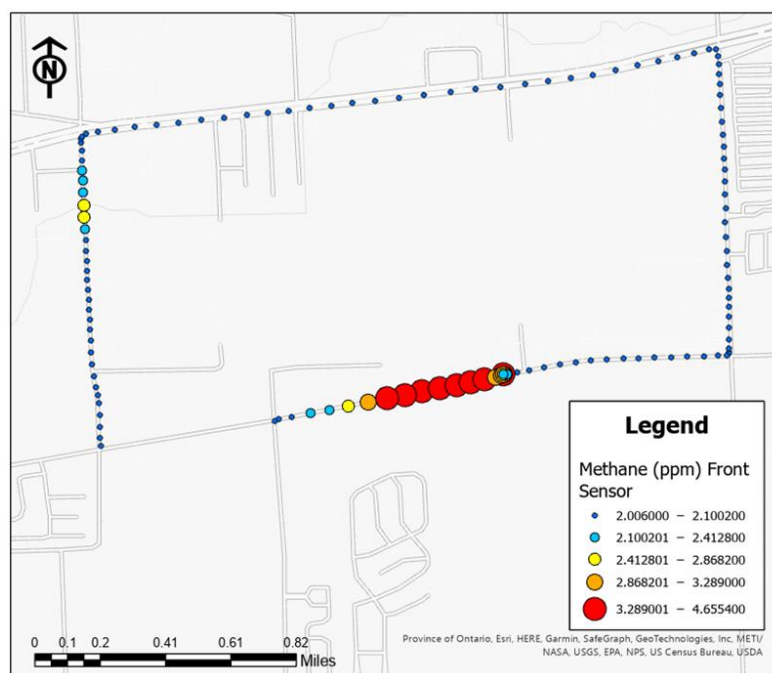 N
Legend
Methane (ppm) Front
Sensor
2.006000 – 2.100200
2.100201 – 2.412800
2.412801 – 2.868200
2.868201 – 3.289000
3.289001 – 4.655400
0 0.1 0.2 0.41 0.61 0.82
Miles
Province of Ontario, Esri, HERE, Garmin, SafeGraph, GeoTechnologies, Inc, METI/
NASA, USGS, EPA, NPS, US Census Bureau, USDA